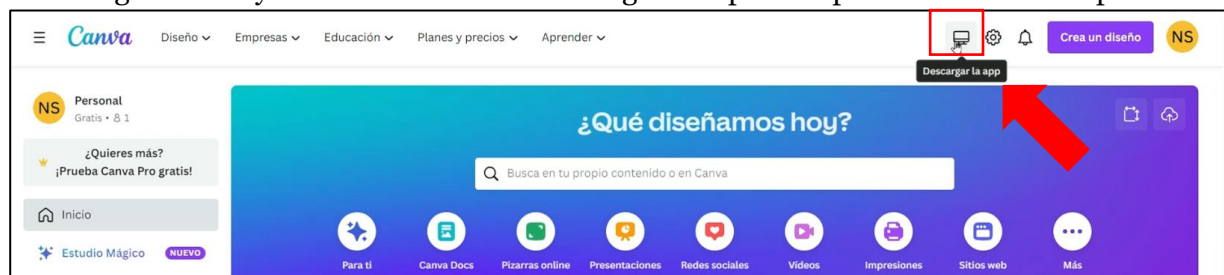 Canva Diseño Empresas Educación Planes y precios Aprender Crea un diseño NS
Descargar la app
NS Personal
Gratis • 1
¿Quieres más?
¡Prueba Canva Pro gratis!
Inicio
Estudio Mágico NUEVO
¿Qué diseñamos hoy?
Busca en tu propio contenido o en Canva
Para ti Canva Docs Pizarras online Presentaciones Redes sociales Vídeos Impresiones Sitios web Más